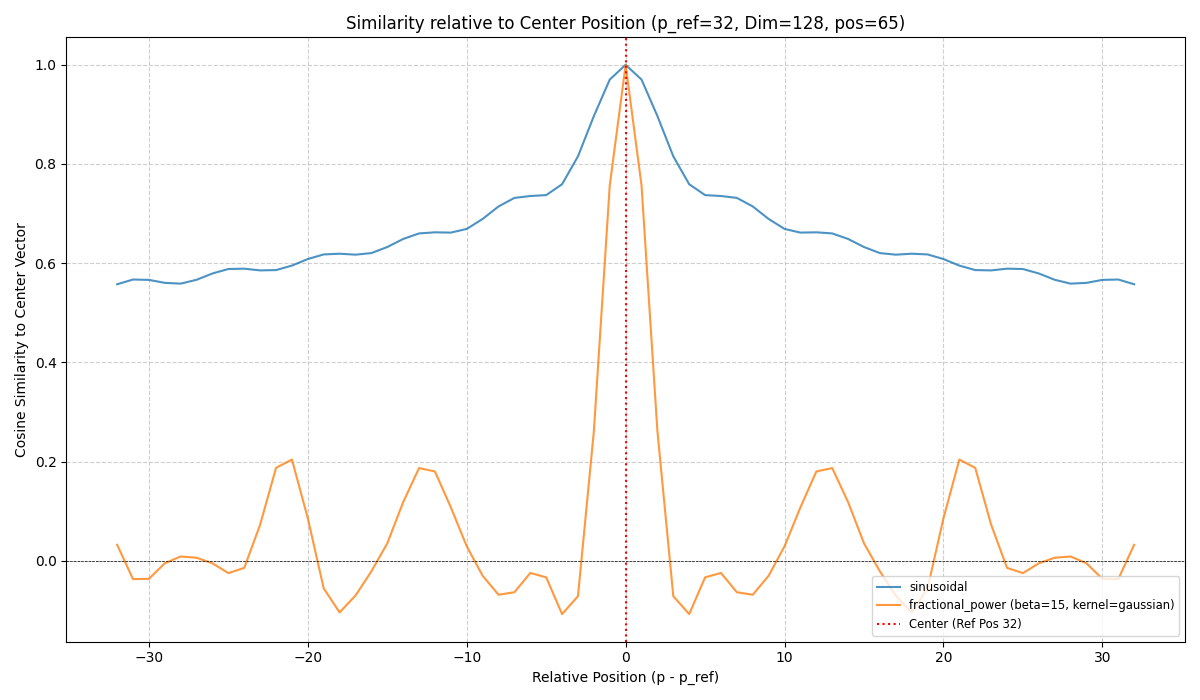 Similarity relative to Center Position (p_ref=32, Dim=128, pos=65)
Cosine Similarity to Center Vector
1.0
0.8
0.6
0.4
0.2
0.0
sinusoidal
fractional_power (beta=15, kernel=gaussian)
Center (Ref Pos 32)
−30
−20
−10
0
10
20
30
Relative Position (p - p_ref)